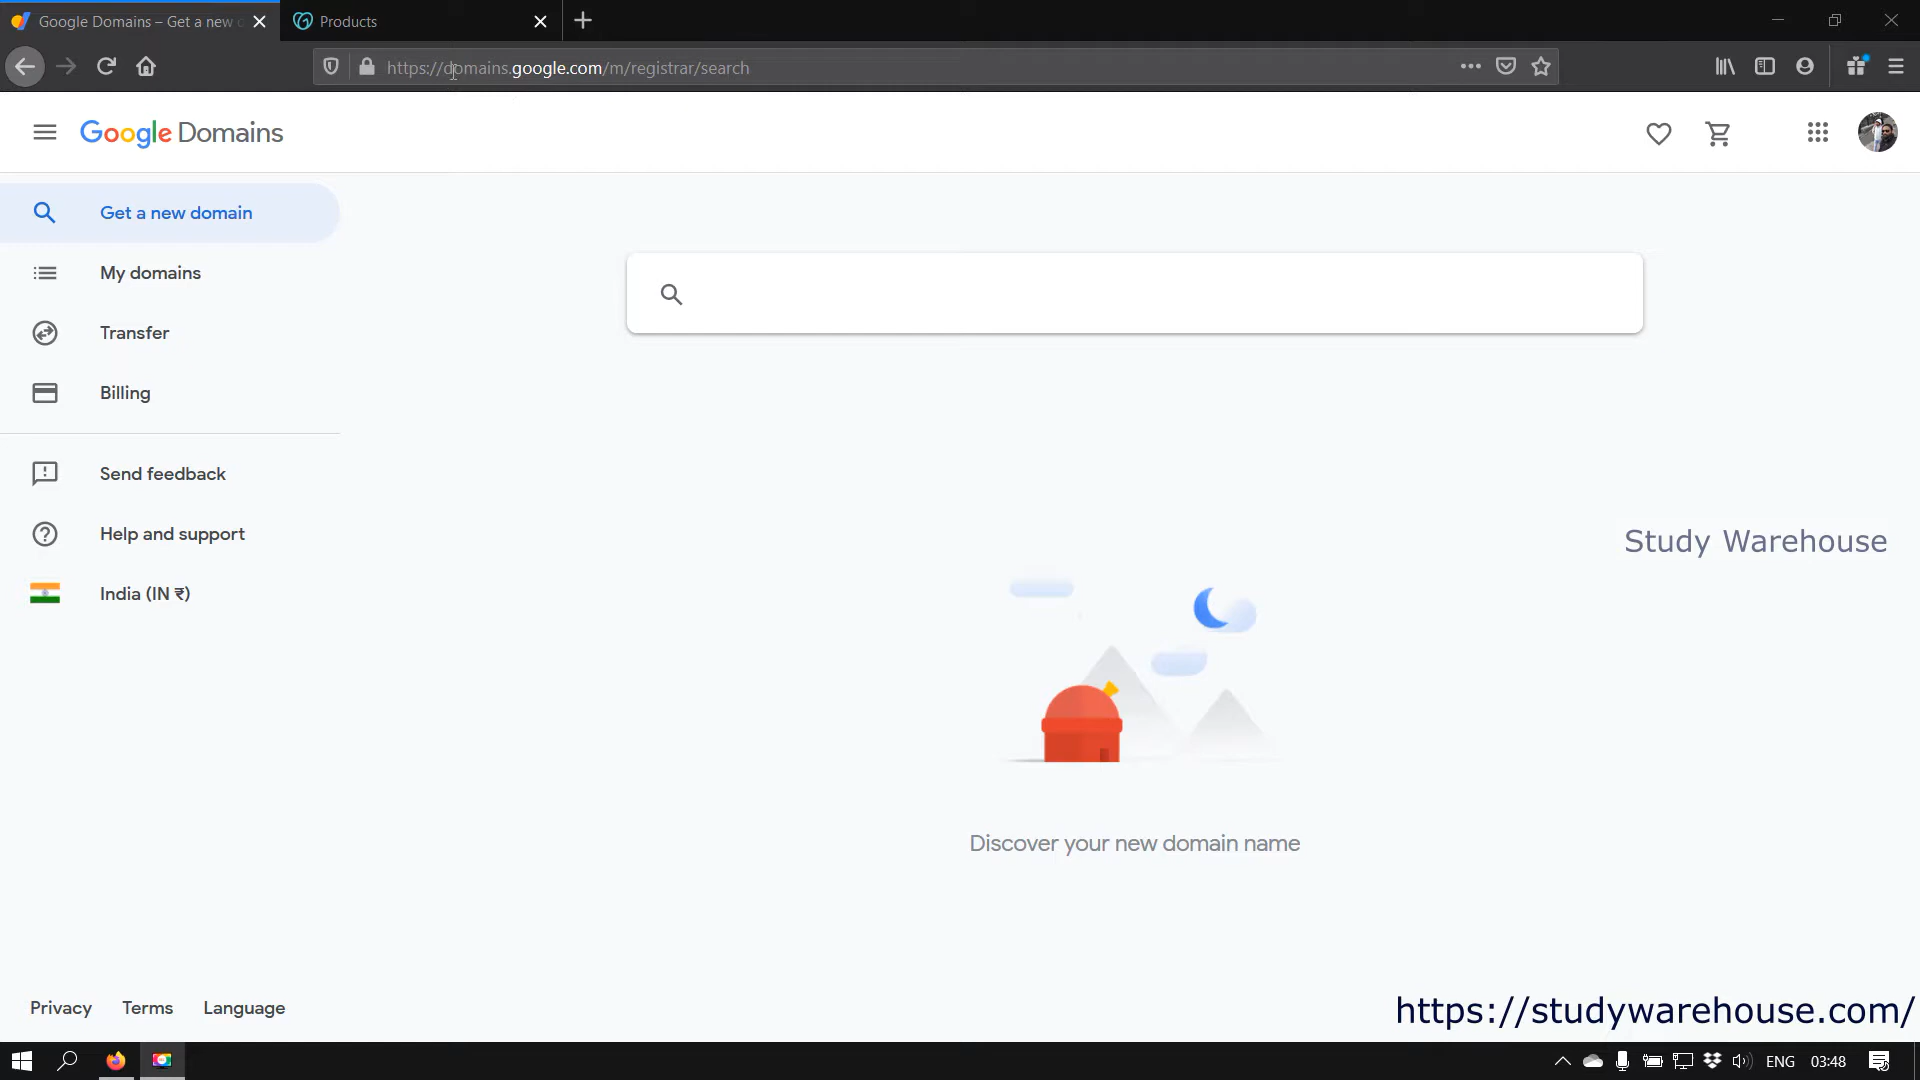 Google Domains – Get a new
Products
https://domains.google.com/m/registrar/search
Google Domains
Get a new domain
My domains
Transfer
Billing
Send feedback
Help and support
India (IN ₹)
Study Warehouse
Discover your new domain name
Privacy Terms Language
https://studywarehouse.com/
ENG 03:48